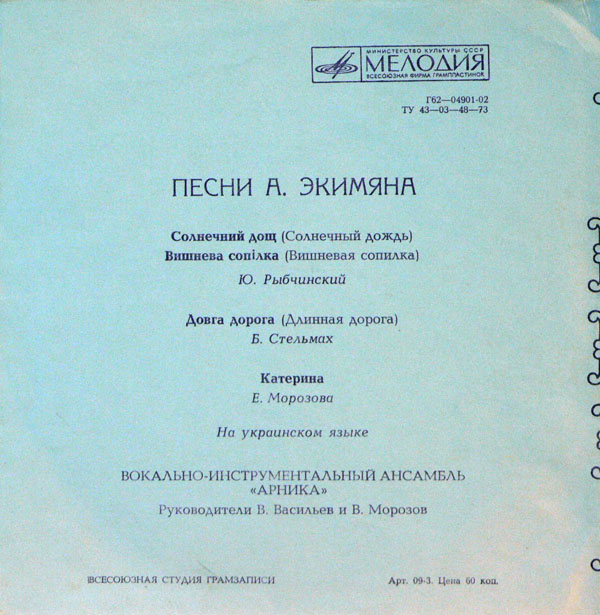 МИНИСТЕРСТВО КУЛЬТУРЫ СССР
МЕЛОДИЯ
ВСЕСОЮЗНАЯ ФИРМА ГРАМПЛАСТИНОК
Г62—04901-02
ТУ 43—03—48—73
ПЕСНИ А. ЭКИМЯНА
Солнечний дощ (Солнечный дождь)
Вишнева сопілка (Вишневая сопилка)
Ю. Рыбчинский
Довга дорога (Длинная дорога)
Б. Стельмах
Катерина
Е. Морозова
На украинском языке
ВОКАЛЬНО-ИНСТРУМЕНТАЛЬНЫЙ АНСАМБЛЬ
«АРНИКА»
Руководители В. Васильев и В. Морозов
ВСЕСОЮЗНАЯ СТУДИЯ ГРАМЗАПИСИ
Арт. 09-3. Цена 60 коп.